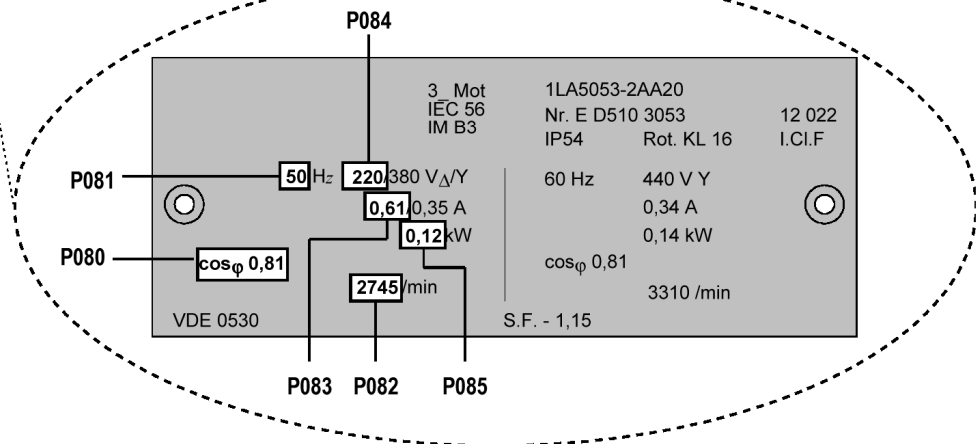 P084
3_ Mot 1LA5053-2AA20
IEC 56 Nr. E D510 3053 12 022
IM B3 IP54 Rot. KL 16 I.Cl.F
P081 50 Hz 220/380 V Δ/Y 60 Hz 440 V Y
0,61/0,35 A 0,34 A
0,12 kW 0,14 kW
P080 cosφ 0,81 cosφ 0,81
2745/min 3310 /min
VDE 0530 S.F. - 1,15
P083 P082 P085